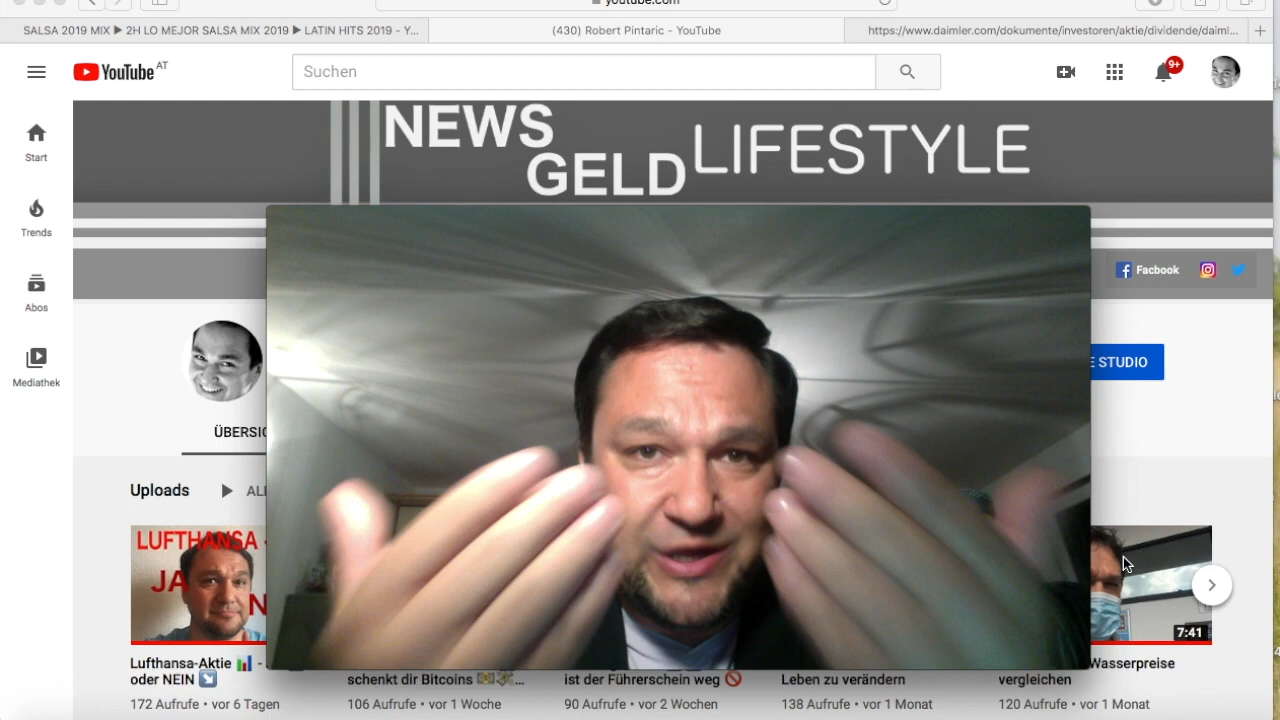 youtube.com
SALSA 2019 MIX ► 2H LO MEJOR SALSA MIX 2019 ► LATIN HITS 2019 - Y...
(430) Robert Pintaric - YouTube
https://www.daimler.com/dokumente/investoren/aktie/dividende/daiml...
YouTube AT
Suchen
9+
Start
Trends
Abos
Mediathek
NEWS
GELD
LIFESTYLE
Facbook
E STUDIO
ÜBERSIC
Uploads
LUFTHANSA -
JA
N
7:41
Lufthansa-Aktie
oder NEIN
172 Aufrufe • vor 6 Tagen
schenkt dir Bitcoins
106 Aufrufe • vor 1 Woche
ist der Führerschein weg
90 Aufrufe • vor 2 Wochen
Leben zu verändern
138 Aufrufe • vor 1 Monat
Wasserpreise
vergleichen
120 Aufrufe • vor 1 Monat